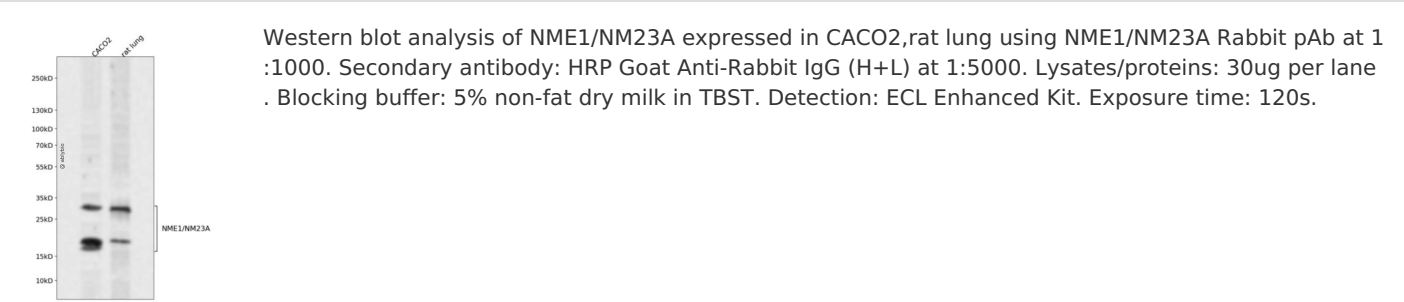 CACO2
rat lung
250kD
130kD
100kD
70kD
55kD
35kD
25kD
15kD
10kD
NME1/NM23A
Western blot analysis of NME1/NM23A expressed in CACO2,rat lung using NME1/NM23A Rabbit pAb at 1
:1000. Secondary antibody: HRP Goat Anti-Rabbit IgG (H+L) at 1:5000. Lysates/proteins: 30ug per lane
. Blocking buffer: 5% non-fat dry milk in TBST. Detection: ECL Enhanced Kit. Exposure time: 120s.